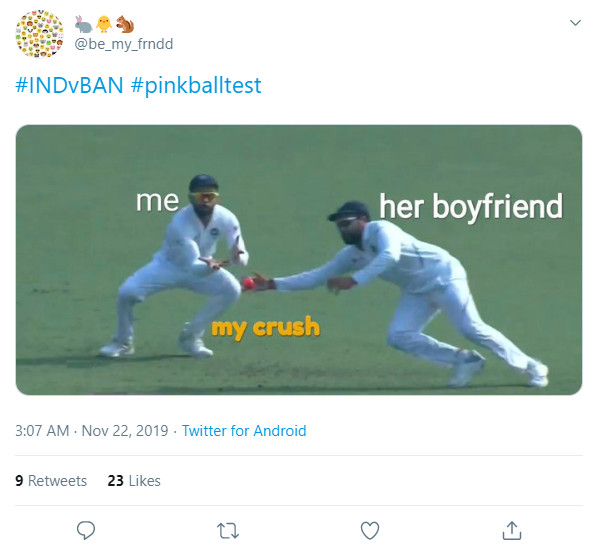 @be_my_frndd
#INDvBAN #pinkballtest
me
her boyfriend
my crush
3:07 AM · Nov 22, 2019 · Twitter for Android
9 Retweets 23 Likes